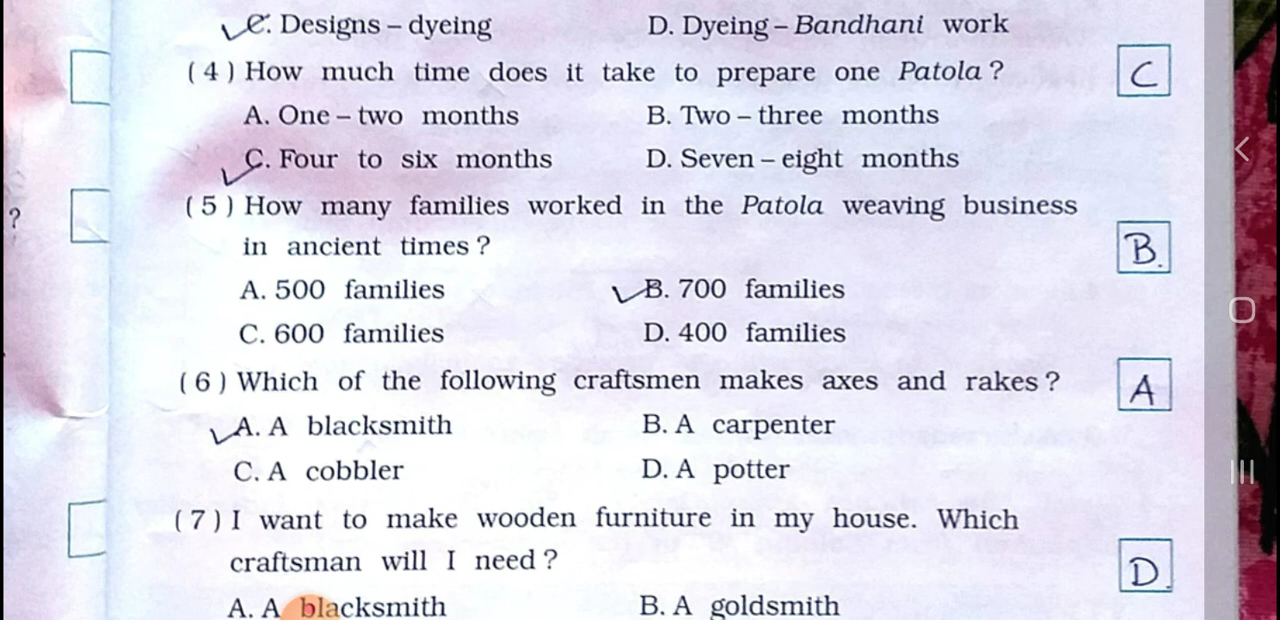 C. Designs – dyeing D. Dyeing – Bandhani work
( 4 ) How much time does it take to prepare one Patola ? C
A. One – two months B. Two – three months
C. Four to six months D. Seven – eight months
( 5 ) How many families worked in the Patola weaving business
?
in ancient times ? B.
A. 500 families B. 700 families
C. 600 families D. 400 families
( 6 ) Which of the following craftsmen makes axes and rakes ? A
A. A blacksmith B. A carpenter
C. A cobbler D. A potter
( 7 ) I want to make wooden furniture in my house. Which
craftsman will I need ? D.
A. A blacksmith B. A goldsmith